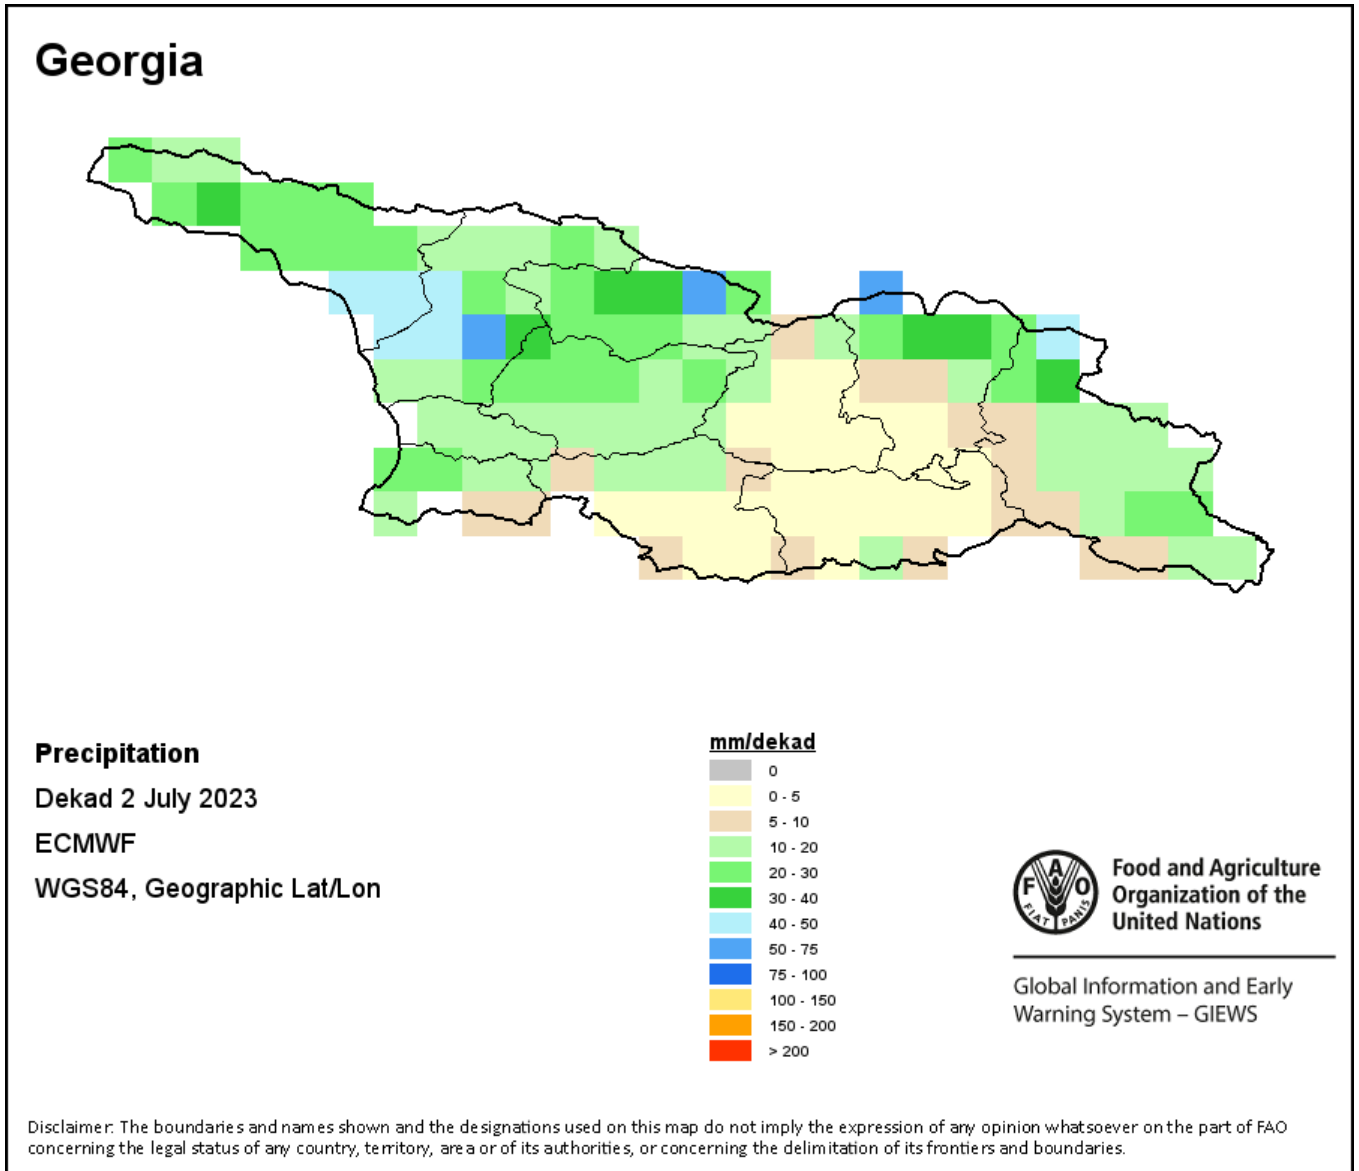 Georgia
Precipitation
Dekad 2 July 2023
ECMWF
WGS84, Geographic Lat/Lon
mm/dekad
0
0 - 5
5 - 10
10 - 20
20 - 30
30 - 40
40 - 50
50 - 75
75 - 100
100 - 150
150 - 200
> 200
F A O
FIAT PANIS
Food and Agriculture
Organization of the
United Nations
Global Information and Early
Warning System – GIEWS
Disclaimer: The boundaries and names shown and the designations used on this map do not imply the expression of any opinion whatsoever on the part of FAO
concerning the legal status of any country, territory, area or of its authorities, or concerning the delimitation of its frontiers and boundaries.